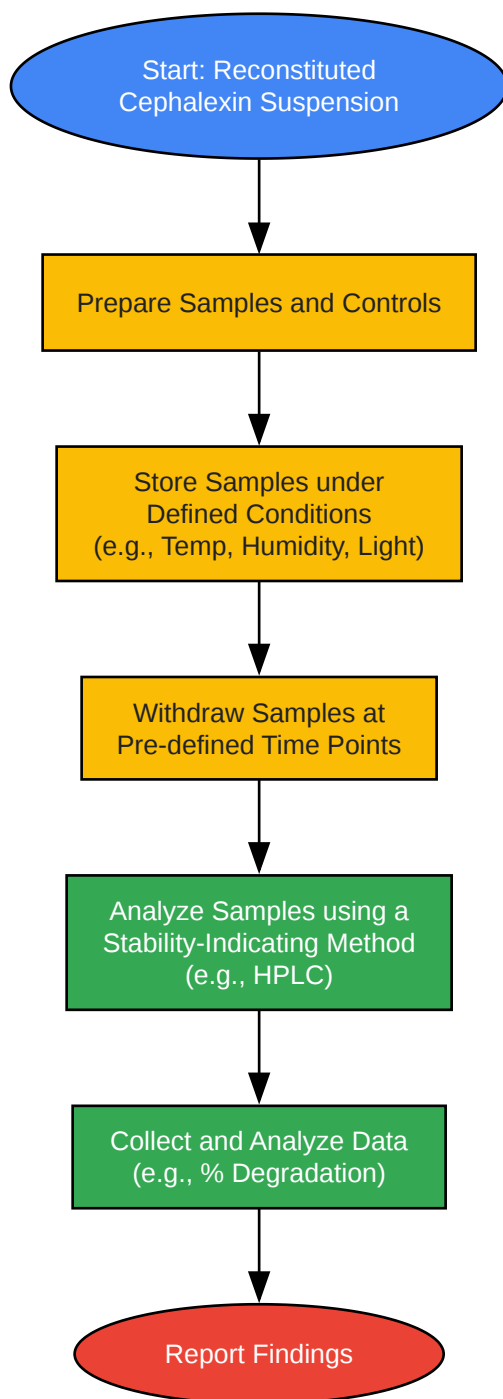 Start: Reconstituted
Cephalexin Suspension
Prepare Samples and Controls
Store Samples under
Defined Conditions
(e.g., Temp, Humidity, Light)
Withdraw Samples at
Pre-defined Time Points
Analyze Samples using a
Stability-Indicating Method
(e.g., HPLC)
Collect and Analyze Data
(e.g., % Degradation)
Report Findings